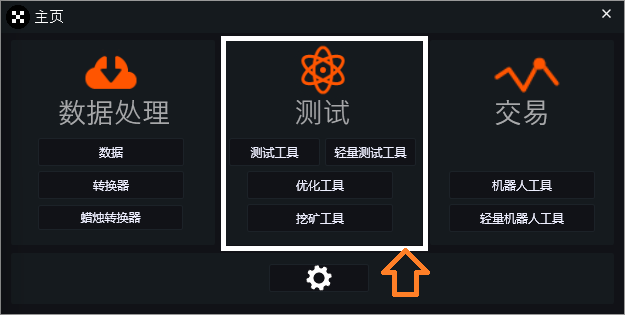 主页
数据处理
数据
转换器
蜡烛转换器
测试
测试工具 轻量测试工具
优化工具
挖矿工具
交易
机器人工具
轻量机器人工具